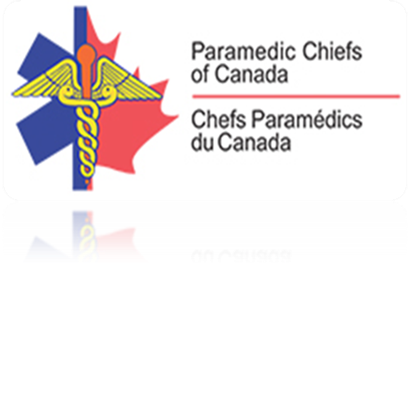 Paramedic Chiefs
of Canada
Chefs Paramédics
du Canada